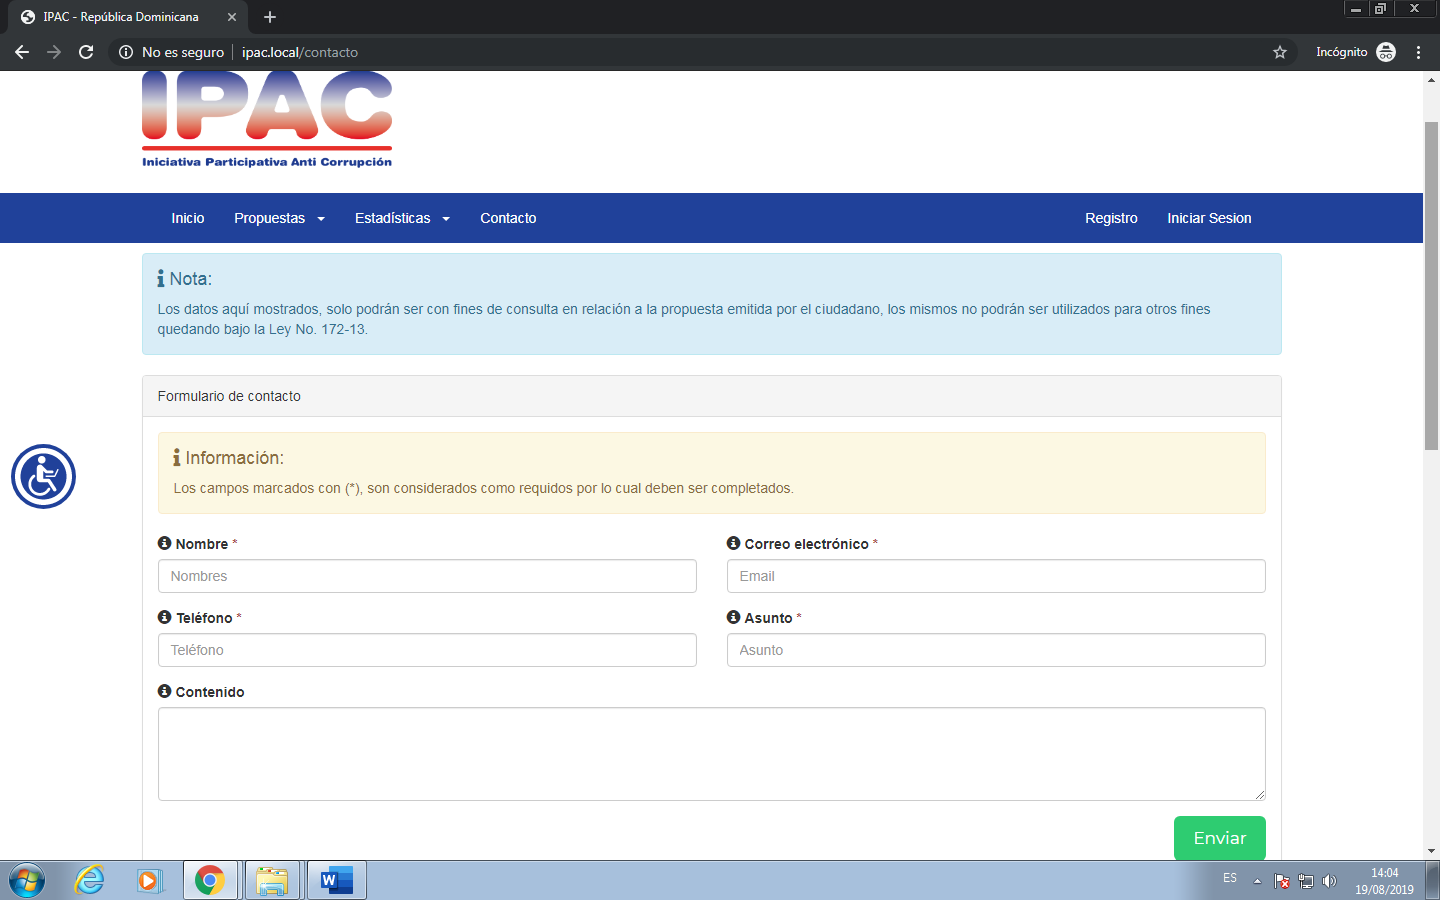 IPAC - República Dominicana
No es seguro
ipac.local/contacto
Incógnito
IPAC
Iniciativa Participativa Anti Corrupción
Inicio Propuestas Estadísticas Contacto Registro Iniciar Sesion
Nota:
Los datos aquí mostrados, solo podrán ser con fines de consulta en relación a la propuesta emitida por el ciudadano, los mismos no podrán ser utilizados para otros fines
quedando bajo la Ley No. 172-13.
Formulario de contacto
Información:
Los campos marcados con (*), son considerados como requidos por lo cual deben ser completados.
Nombre *
Correo electrónico *
Nombres
Email
Teléfono *
Asunto *
Teléfono
Asunto
Contenido
Enviar
ES
14:04
19/08/2019